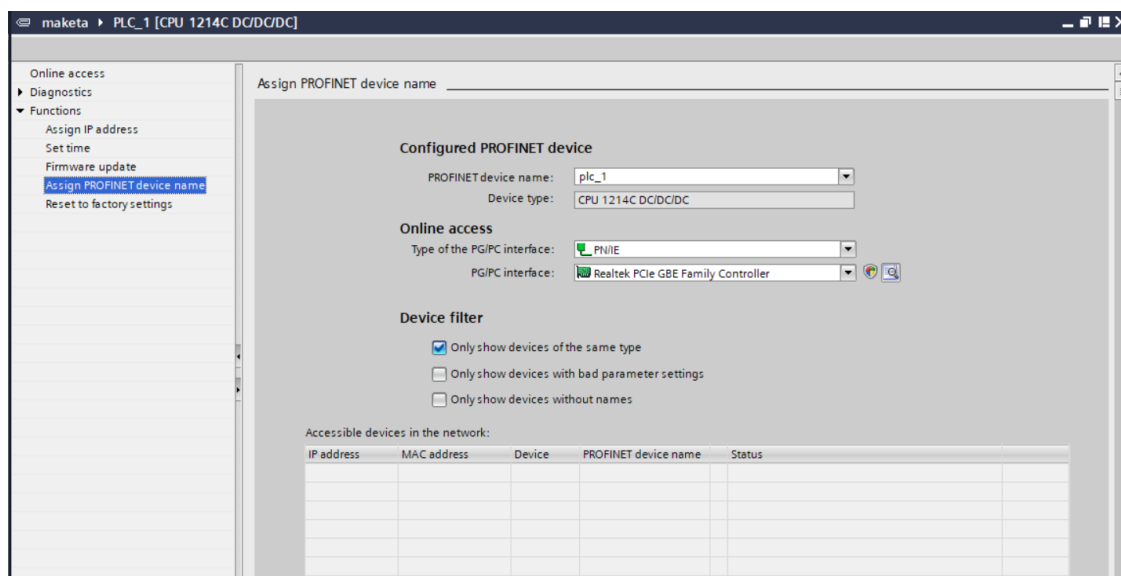 maketa ▸ PLC_1 [CPU 1214C DC/DC/DC]
Online access
Diagnostics
Functions
Assign IP address
Set time
Firmware update
Assign PROFINET device name
Reset to factory settings
Assign PROFINET device name
Configured PROFINET device
PROFINET device name: plc_1
Device type: CPU 1214C DC/DC/DC
Online access
Type of the PG/PC interface: PN/IE
PG/PC interface: Realtek PCIe GBE Family Controller
Device filter
Only show devices of the same type
Only show devices with bad parameter settings
Only show devices without names
Accessible devices in the network:
IP address MAC address Device PROFINET device name Status